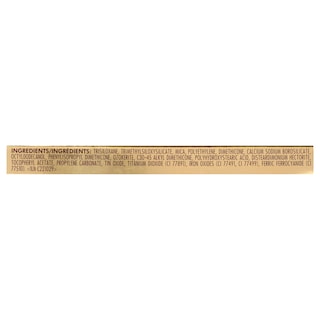 INGREDIENTS/INGREDIENTS: TRISILOXANE, TRIMETHYLSILOXYSILICATE, MICA, POLYETHYLENE, DIMETHICONE, CALCIUM SODIUM BOROSILICATE,
OCTYLDODECANOL, PHENYLISOPROPYL DIMETHICONE, OZOKERITE, C30-45 ALKYL DIMETHICONE, POLYHYDROXYSTEARIC ACID, DISTEARDIMONIUM HECTORITE,
TOCOPHERYL ACETATE, PROPYLENE CARBONATE, TIN OXIDE, TITANIUM DIOXIDE (CI 77891), IRON OXIDES (CI 77491, CI 77499), FERRIC FERROCYANIDE (CI
77510).